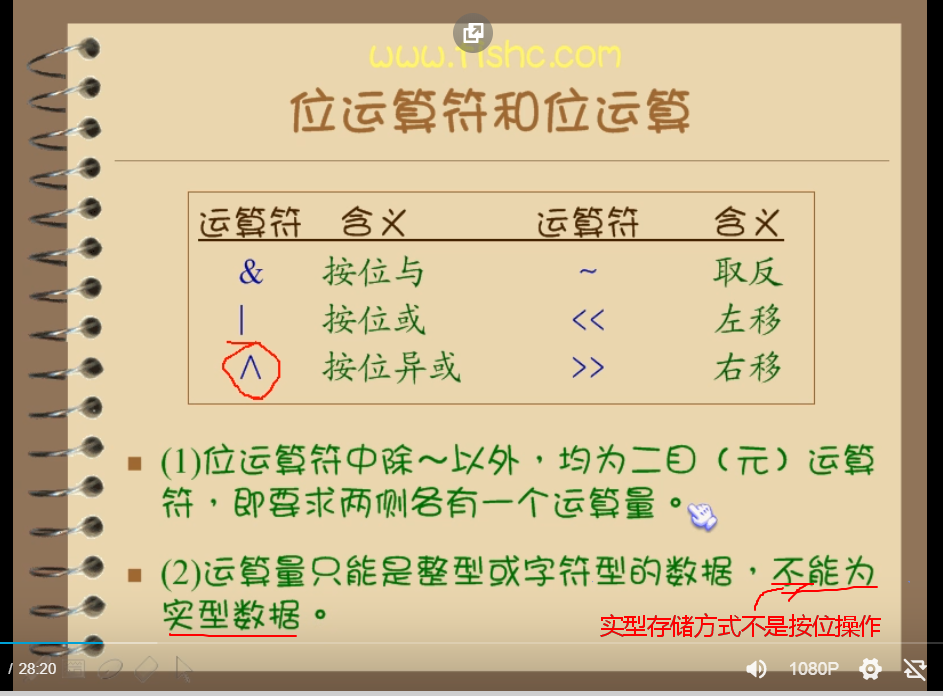 www.11shc.com
位运算符和位运算
运算符 含义 运算符 含义
& 按位与 ~ 取反
| 按位或 << 左移
∧ 按位异或 >> 右移
(1)位运算符中除～以外，均为二目（元）运算
符，即要求两侧各有一个运算量。
(2)运算量只能是整型或字符型的数据，不能为
实型数据。
实型存储方式不是按位操作
/ 28:20 1080P